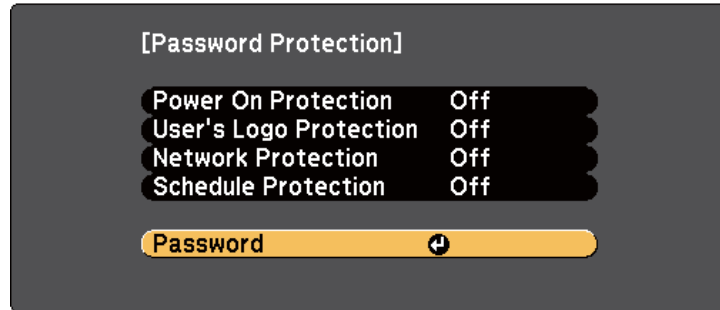 [Password Protection]
Power On Protection Off
User's Logo Protection Off
Network Protection Off
Schedule Protection Off
Password